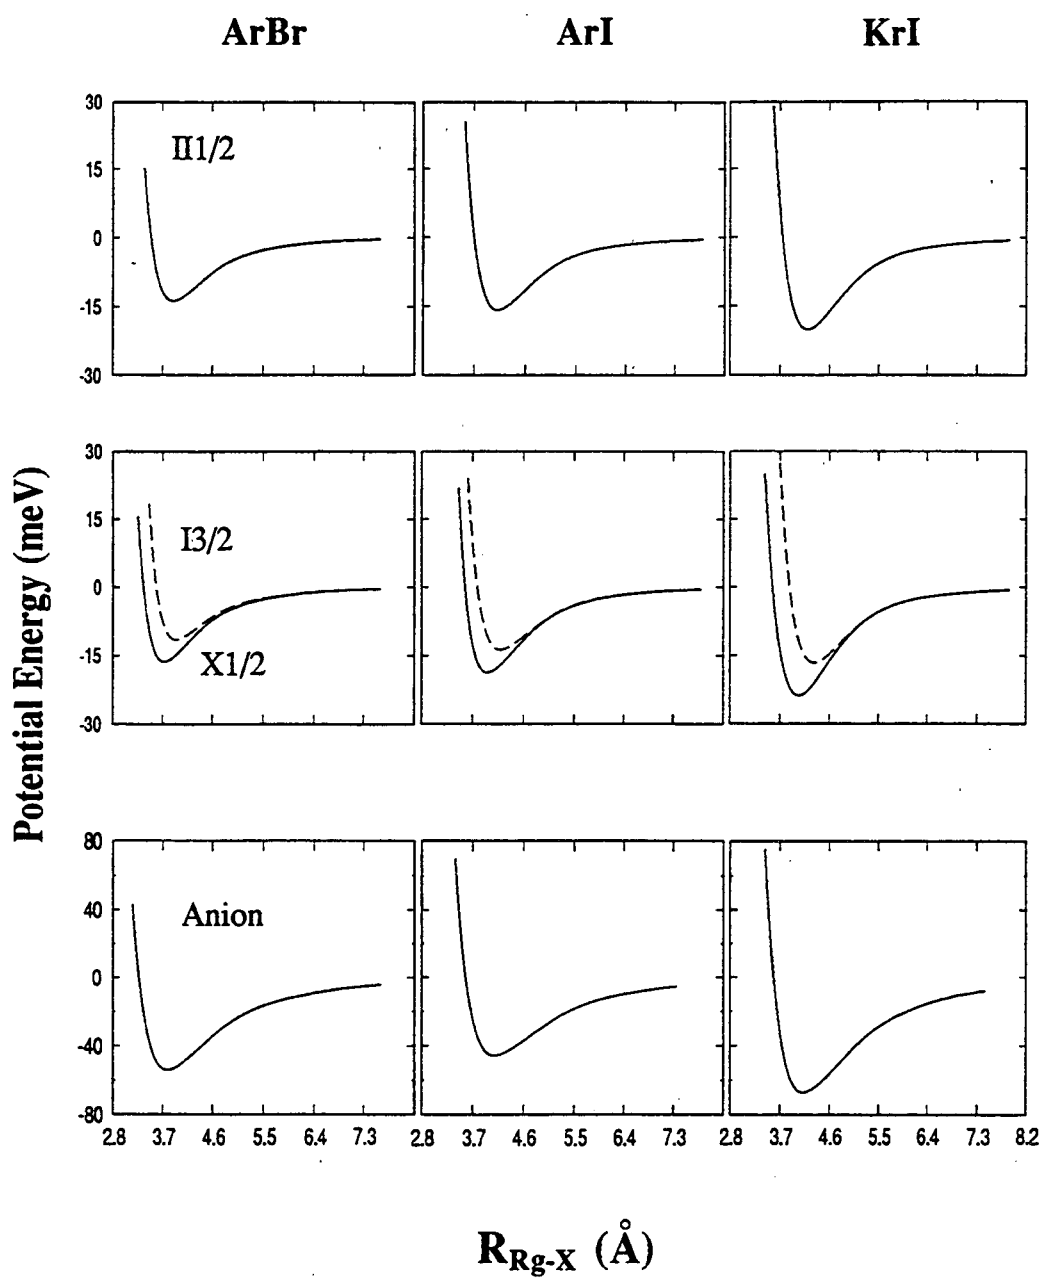 ArBr ArI KrI
30
15
0
-15
-30
II1/2
30
15
0
-15
-30
I3/2
X1/2
Potential Energy (meV)
80
40
0
-40
-80
Anion
2.8 3.7 4.6 5.5 6.4 7.3 2.8 3.7 4.6 5.5 6.4 7.3 2.8 3.7 4.6 5.5 6.4 7.3 8.2
R_Rg-X (Å)